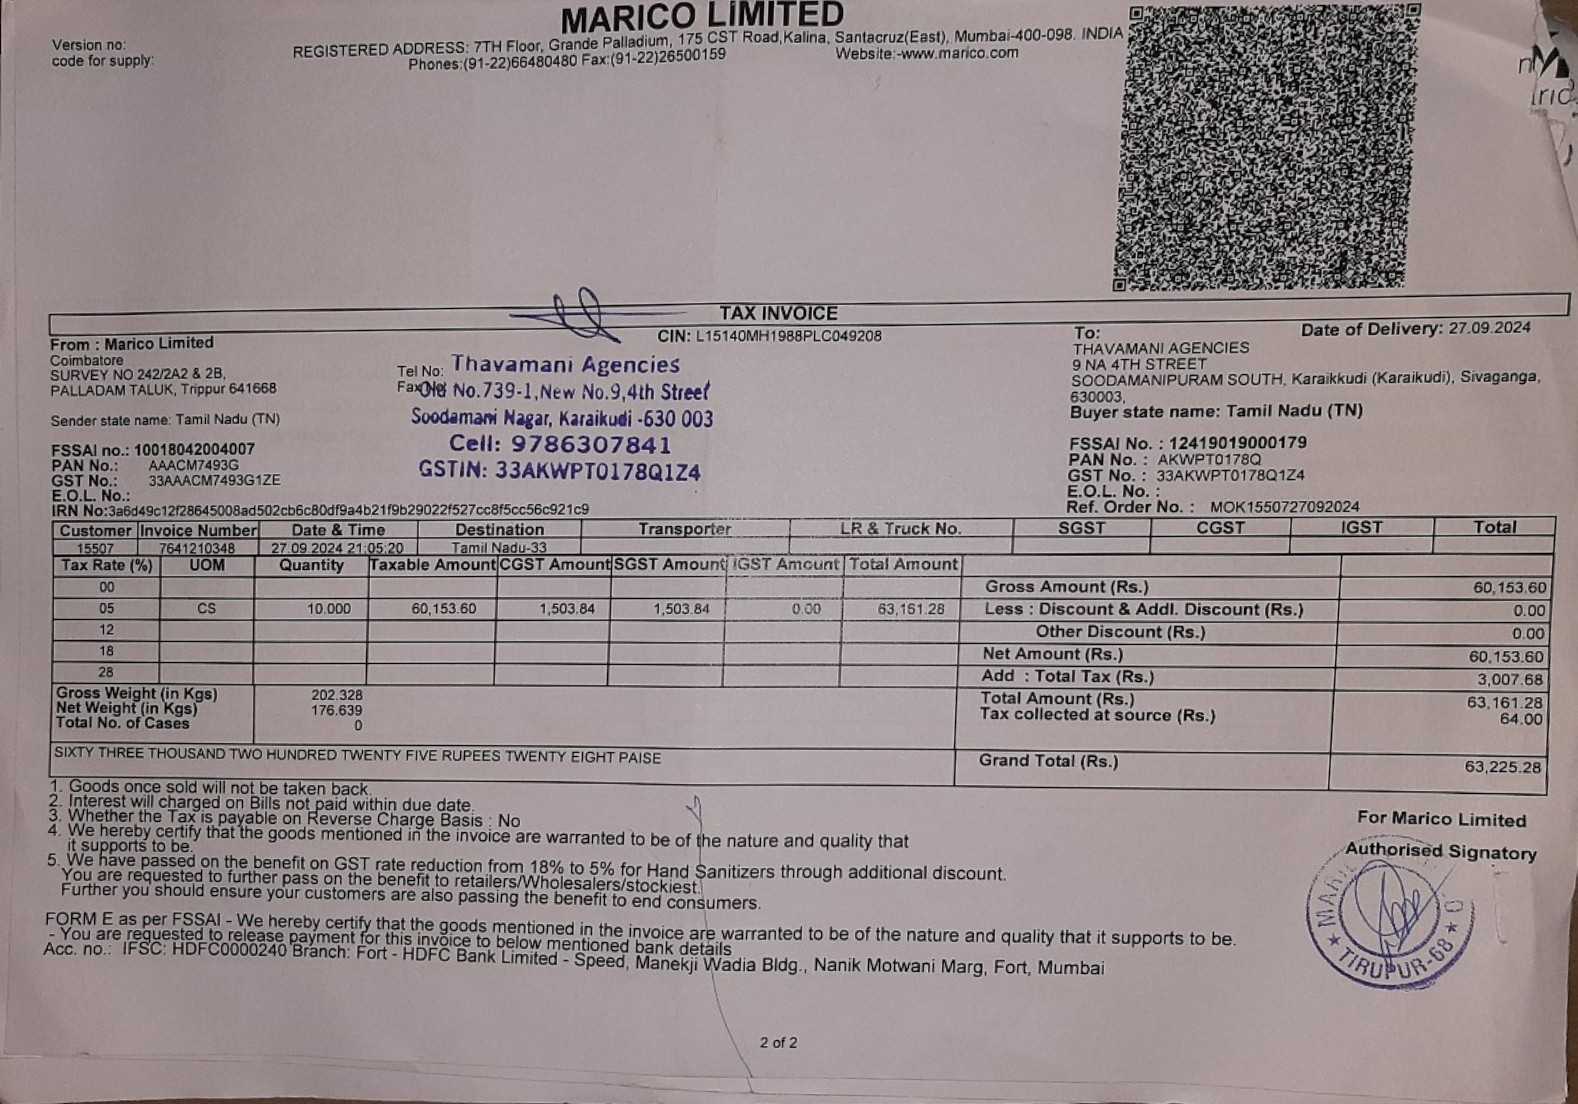 MARICO LIMITED
Version no:
code for supply:
REGISTERED ADDRESS: 7TH Floor, Grande Palladium, 175 CST Road,Kalina, Santacruz(East), Mumbai-400-098. INDIA
Phones:(91-22)66480480 Fax:(91-22)26500159 Website:-www.marico.com
TAX INVOICE
CIN: L15140MH1988PLC049208
From : Marico Limited
Coimbatore
SURVEY NO 242/2A2 & 2B,
PALLADAM TALUK, Trippur 641668
Sender state name: Tamil Nadu (TN)
FSSAI no.: 10018042004007
PAN No.: AAACM7493G
GST No.: 33AAACM7493G1ZE
E.O.L. No.:
IRN No:3a6d49c12f28645008ad502cb6c80df9a4b21f9b29022f527cc8f5cc56c921c9
Tel No:
Thavamani Agencies
Old No.739-1,New No.9,4th Street
Soodamani Nagar, Karaikudi -630 003
Cell: 9786307841
GSTIN: 33AKWPT0178Q1Z4
To: Date of Delivery: 27.09.2024
THAVAMANI AGENCIES
9 NA 4TH STREET
SOODAMANIPURAM SOUTH, Karaikkudi (Karaikudi), Sivaganga,
630003,
Buyer state name: Tamil Nadu (TN)
FSSAI No. : 12419019000179
PAN No. : AKWPT0178Q
GST No. : 33AKWPT0178Q1Z4
E.O.L. No. :
Ref. Order No. : MOK1550727092024
Customer Invoice Number Date & Time Destination Transporter LR & Truck No. SGST CGST IGST Total
15507 7641210348 27.09.2024 21:05:20 Tamil Nadu-33
Tax Rate (%) UOM Quantity Taxable Amount CGST Amount SGST Amount IGST Amount Total Amount
00
05 CS 10.000 60,153.60 1,503.84 1,503.84 0.00 63,161.28
12
18
28
Gross Weight (in Kgs) 202.328
Net Weight (in Kgs) 176.639
Total No. of Cases 0
Gross Amount (Rs.) 60,153.60
Less : Discount & Addl. Discount (Rs.) 0.00
Other Discount (Rs.) 0.00
Net Amount (Rs.) 60,153.60
Add : Total Tax (Rs.) 3,007.68
Total Amount (Rs.) 63,161.28
Tax collected at source (Rs.) 64.00
SIXTY THREE THOUSAND TWO HUNDRED TWENTY FIVE RUPEES TWENTY EIGHT PAISE
Grand Total (Rs.) 63,225.28
1. Goods once sold will not be taken back.
2. Interest will charged on Bills not paid within due date.
3. Whether the Tax is payable on Reverse Charge Basis : No
4. We hereby certify that the goods mentioned in the invoice are warranted to be of the nature and quality that
it supports to be.
5. We have passed on the benefit on GST rate reduction from 18% to 5% for Hand Sanitizers through additional discount.
You are requested to further pass on the benefit to retailers/Wholesalers/stockiest.
Further you should ensure your customers are also passing the benefit to end consumers.
For Marico Limited
Authorised Signatory
TIRUPUR-68
FORM E as per FSSAI - We hereby certify that the goods mentioned in the invoice are warranted to be of the nature and quality that it supports to be.
- You are requested to release payment for this invoice to below mentioned bank details
Acc. no.: IFSC: HDFC0000240 Branch: Fort - HDFC Bank Limited - Speed, Manekji Wadia Bldg., Nanik Motwani Marg, Fort, Mumbai
2 of 2